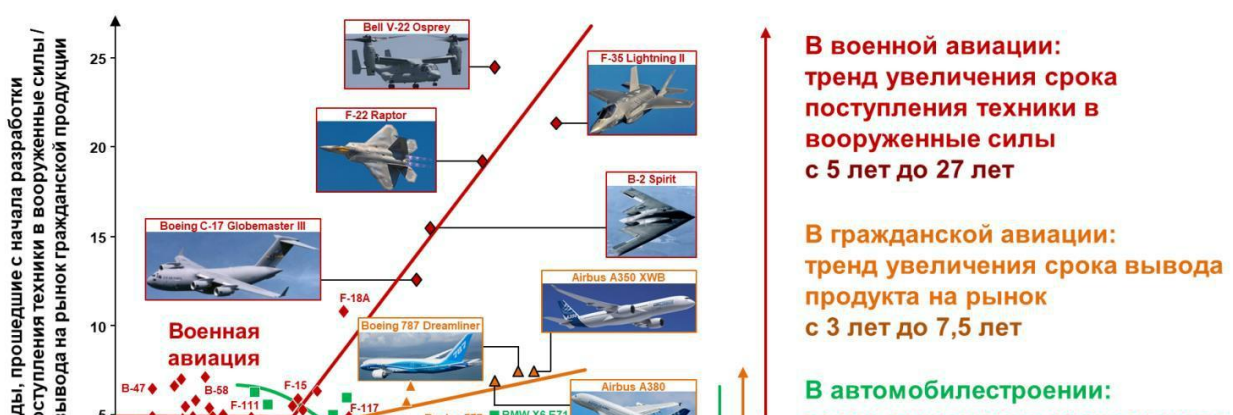 ды, прошедшие с начала разработки
оступления техники в вооруженные силы /
вывода на рынок гражданской продукции
25
20
15
10
5
Bell V-22 Osprey
F-35 Lightning II
F-22 Raptor
B-2 Spirit
Boeing C-17 Globemaster III
Airbus A350 XWB
F-18A
Boeing 787 Dreamliner
Военная
авиация
Airbus A380
B-47
B-58
F-15
F-111
F-117
BMW X6 E71
В военной авиации:
тренд увеличения срока
поступления техники в
вооруженные силы
с 5 лет до 27 лет
В гражданской авиации:
тренд увеличения срока вывода
продукта на рынок
с 3 лет до 7,5 лет
В автомобилестроении: